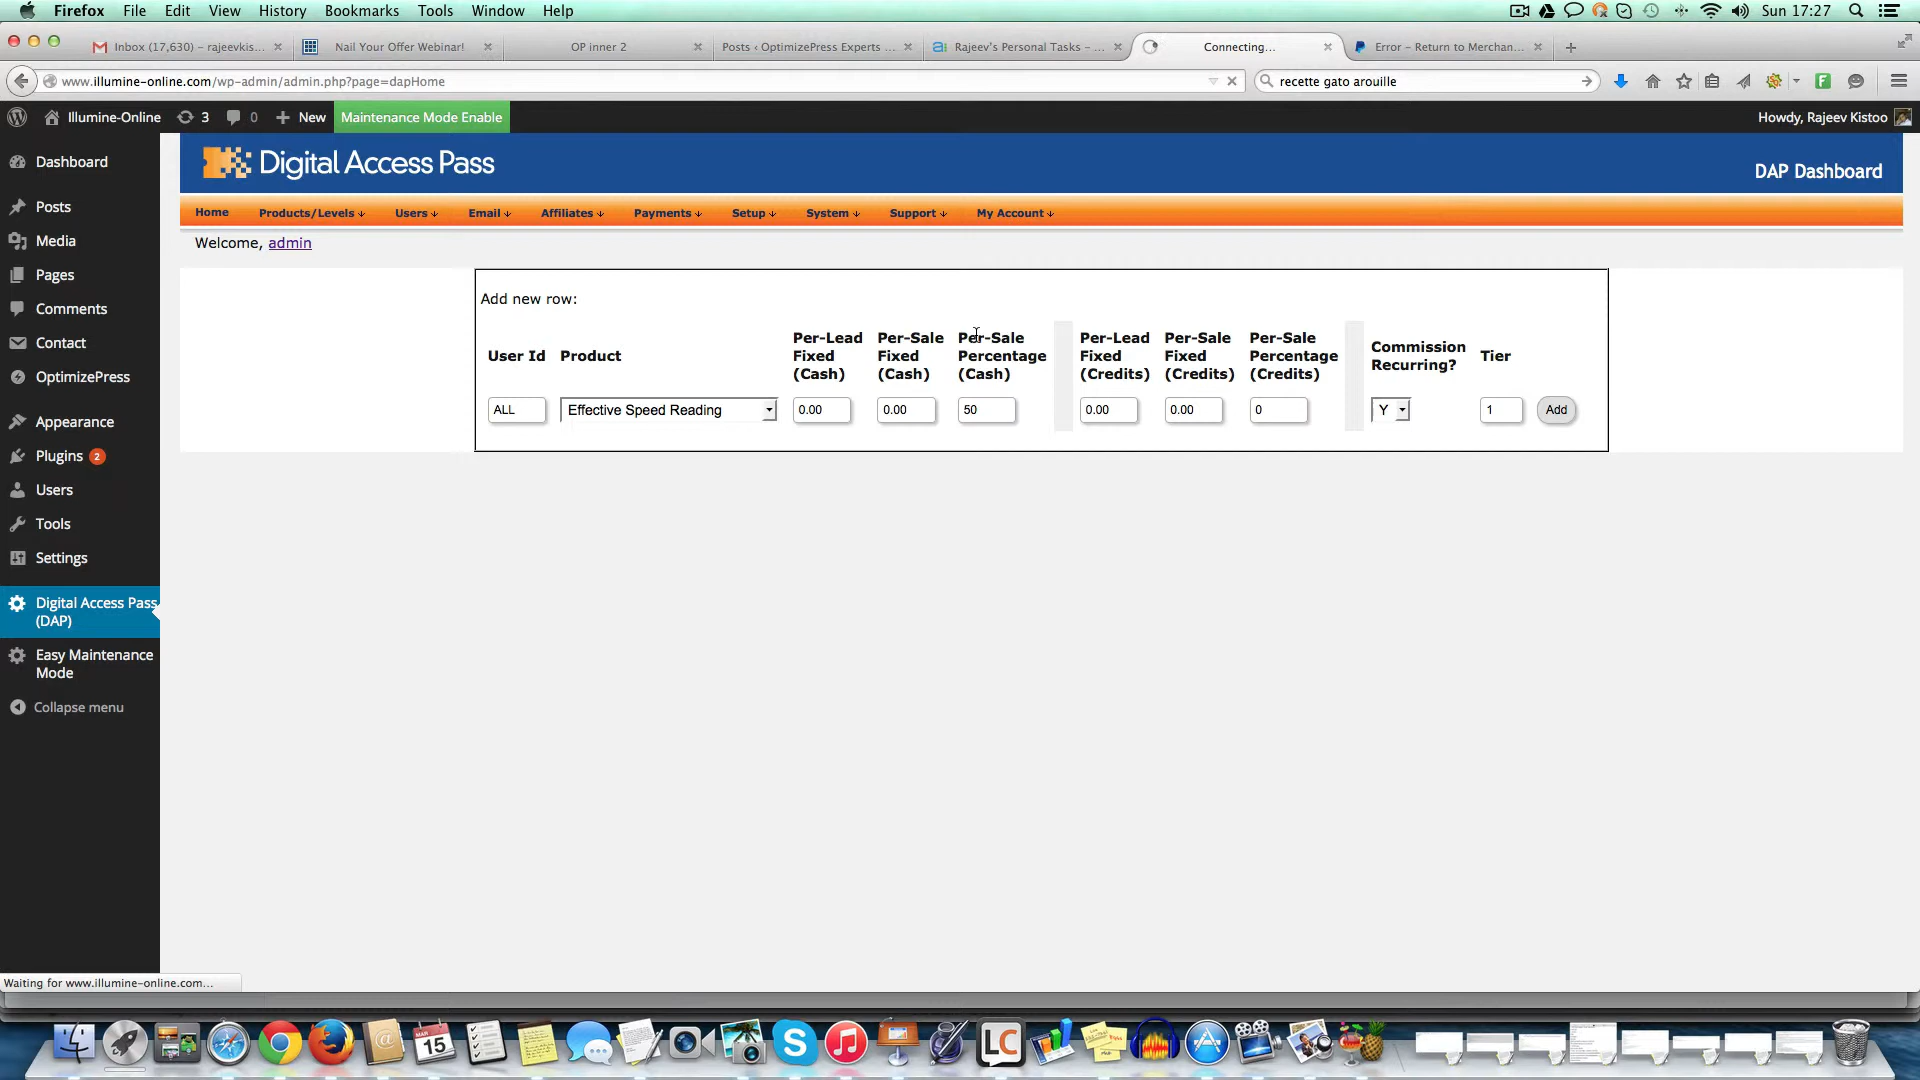 Firefox File Edit View History Bookmarks Tools Window Help Sun 17:27
Inbox (17,630) – rajeevkis... Nail Your Offer Webinar! OP inner 2 Posts ‹ OptimizePress Experts ... Rajeev's Personal Tasks – ... Connecting... Error – Return to Merchan...
www.illumine-online.com/wp-admin/admin.php?page=dapHome recette gato arouille
Illumine-Online 3 0 New Maintenance Mode Enable Howdy, Rajeev Kistoo
Dashboard
Posts
Media
Pages
Comments
Contact
OptimizePress
Appearance
Plugins 2
Users
Tools
Settings
Digital Access Pass
(DAP)
Easy Maintenance
Mode
Collapse menu
Digital Access Pass
DAP Dashboard
Home Products/Levels Users Email Affiliates Payments Setup System Support My Account
Welcome, admin
Add new row:
User Id
Product
Per-Lead
Fixed
(Cash)
Per-Sale
Fixed
(Cash)
Per-Sale
Percentage
(Cash)
Per-Lead
Fixed
(Credits)
Per-Sale
Fixed
(Credits)
Per-Sale
Percentage
(Credits)
Commission
Recurring?
Tier
ALL Effective Speed Reading 0.00 0.00 50 0.00 0.00 0 Y 1 Add
Waiting for www.illumine-online.com...
MAR
15
LC